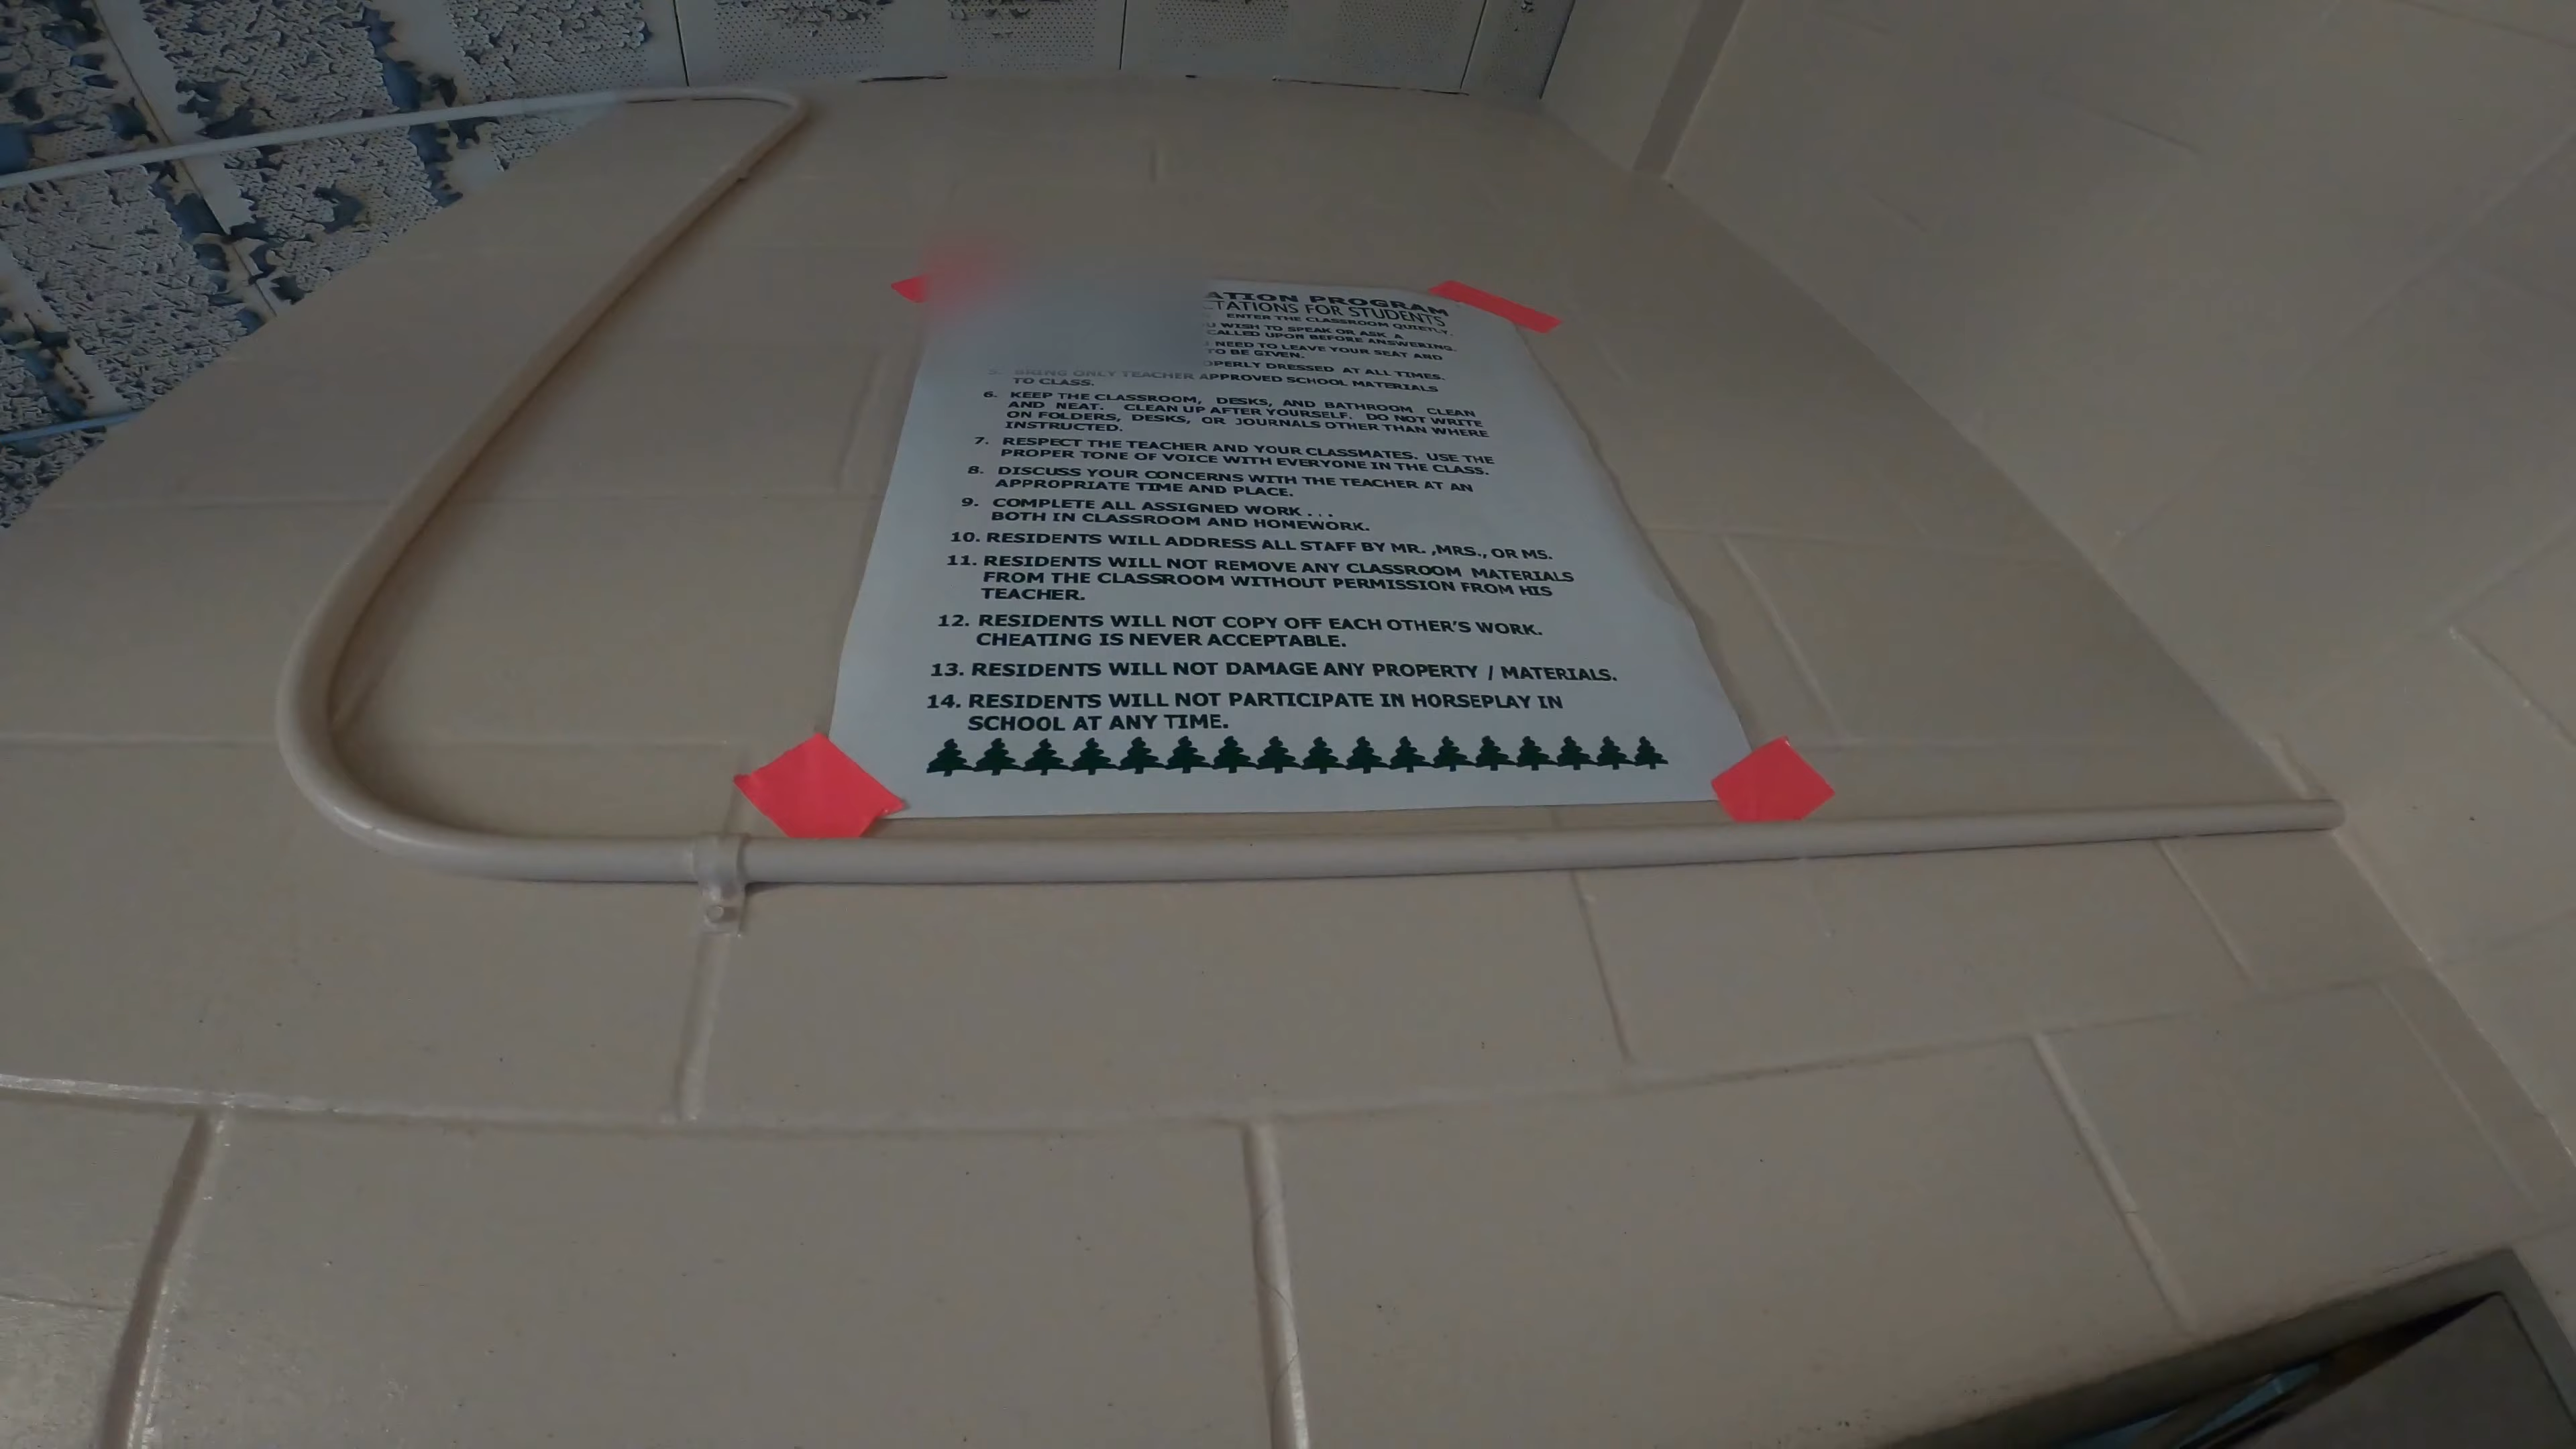 ATION PROGRAM
TATIONS FOR STUDENTS
ENTER THE CLASSROOM QUIETLY.
WISH TO SPEAK OR ASK A
CALLED UPON BEFORE ANSWERING.
NEED TO LEAVE YOUR SEAT AND
TO BE GIVEN.
OPERLY DRESSED AT ALL TIMES.
5. BRING ONLY TEACHER APPROVED SCHOOL MATERIALS
TO CLASS.
6. KEEP THE CLASSROOM, DESKS, AND BATHROOM CLEAN
AND NEAT. CLEAN UP AFTER YOURSELF. DO NOT WRITE
ON FOLDERS, DESKS, OR JOURNALS OTHER THAN WHERE
INSTRUCTED.
7. RESPECT THE TEACHER AND YOUR CLASSMATES. USE THE
PROPER TONE OF VOICE WITH EVERYONE IN THE CLASS.
8. DISCUSS YOUR CONCERNS WITH THE TEACHER AT AN
APPROPRIATE TIME AND PLACE.
9. COMPLETE ALL ASSIGNED WORK . . .
BOTH IN CLASSROOM AND HOMEWORK.
10. RESIDENTS WILL ADDRESS ALL STAFF BY MR. ,MRS., OR MS.
11. RESIDENTS WILL NOT REMOVE ANY CLASSROOM MATERIALS
FROM THE CLASSROOM WITHOUT PERMISSION FROM HIS
TEACHER.
12. RESIDENTS WILL NOT COPY OFF EACH OTHER'S WORK.
CHEATING IS NEVER ACCEPTABLE.
13. RESIDENTS WILL NOT DAMAGE ANY PROPERTY / MATERIALS.
14. RESIDENTS WILL NOT PARTICIPATE IN HORSEPLAY IN
SCHOOL AT ANY TIME.